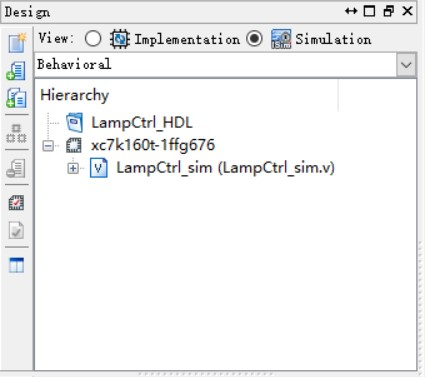 Design
View: Implementation Simulation
Behavioral
Hierarchy
LampCtrl_HDL
xc7k160t-1ffg676
LampCtrl_sim (LampCtrl_sim.v)